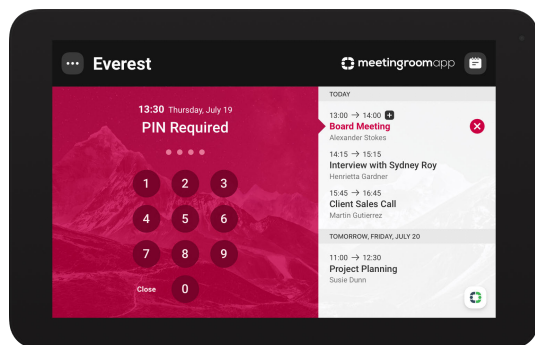 Everest
meetingroomapp
13:30 Thursday, July 19
PIN Required
1 2 3
4 5 6
7 8 9
Close 0
TODAY
13:00 → 14:00
Board Meeting
Alexander Stokes
14:15 → 15:15
Interview with Sydney Roy
Henrietta Gardner
15:45 → 16:45
Client Sales Call
Martin Gutierrez
TOMORROW, FRIDAY, JULY 20
11:00 → 12:30
Project Planning
Susie Dunn